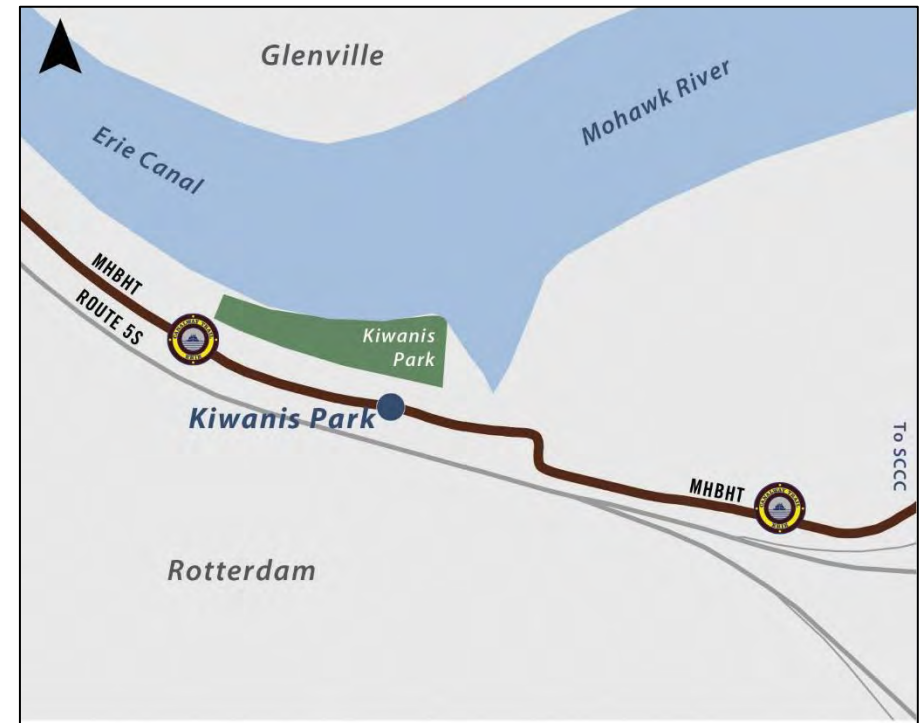 Glenville
Mohawk River
Erie Canal
MHBHT
ROUTE 5S
Kiwanis
Park
Kiwanis Park
To SCCC
MHBHT
Rotterdam